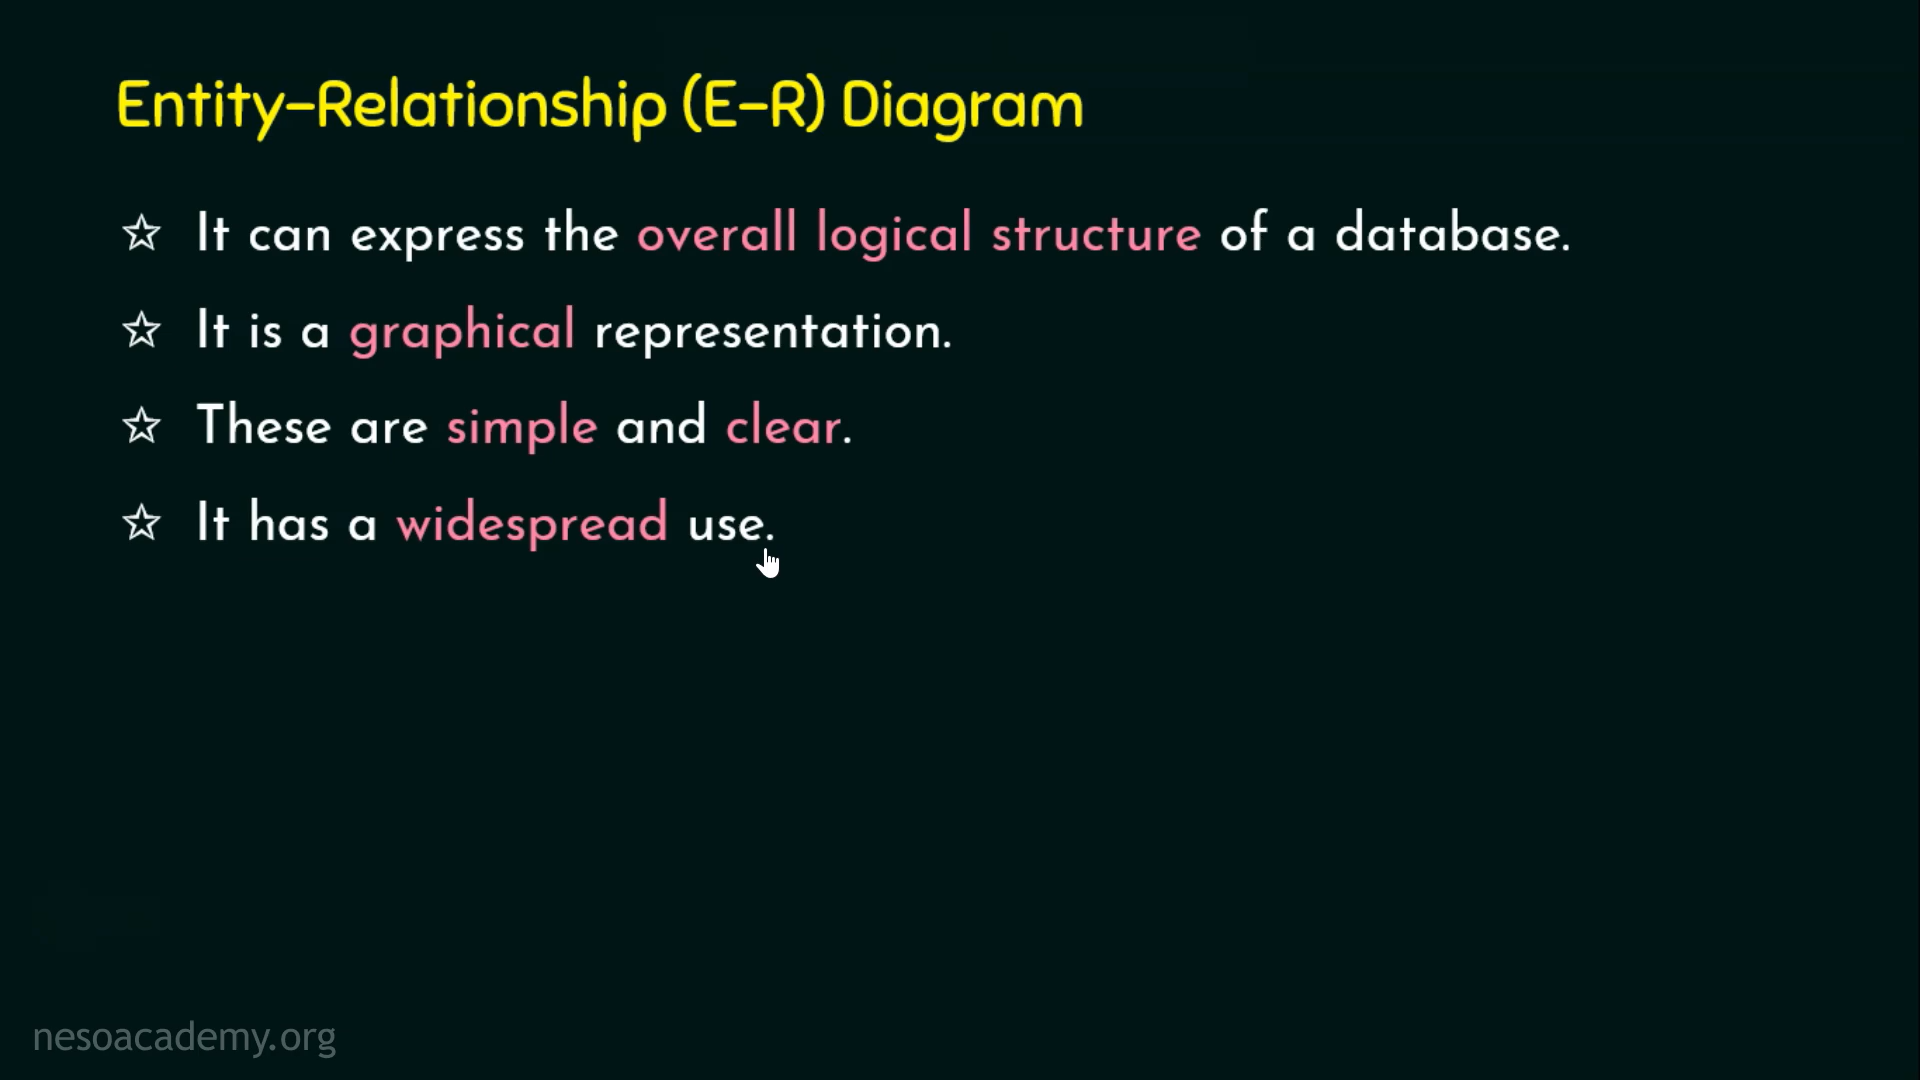 Entity-Relationship (E-R) Diagram
☆ It can express the overall logical structure of a database.
☆ It is a graphical representation.
☆ These are simple and clear.
☆ It has a widespread use.
nesoacademy.org